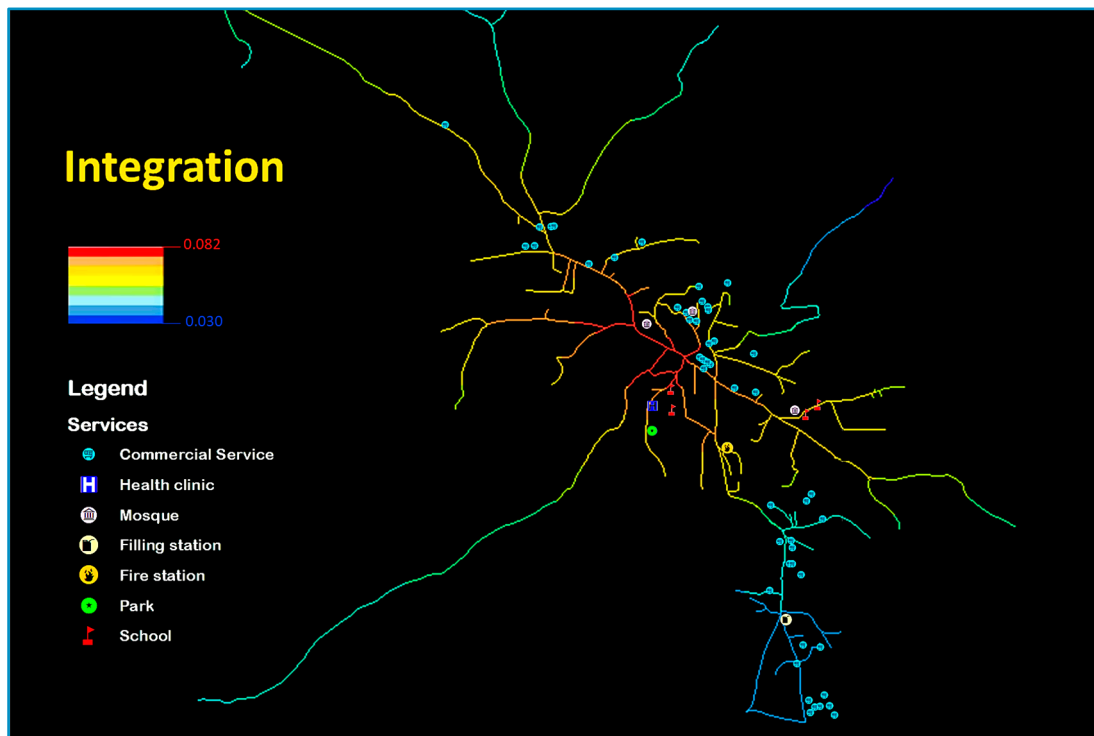 Integration
0.082
0.030
Legend
Services
Commercial Service
H Health clinic
Mosque
Filling station
Fire station
Park
School
H